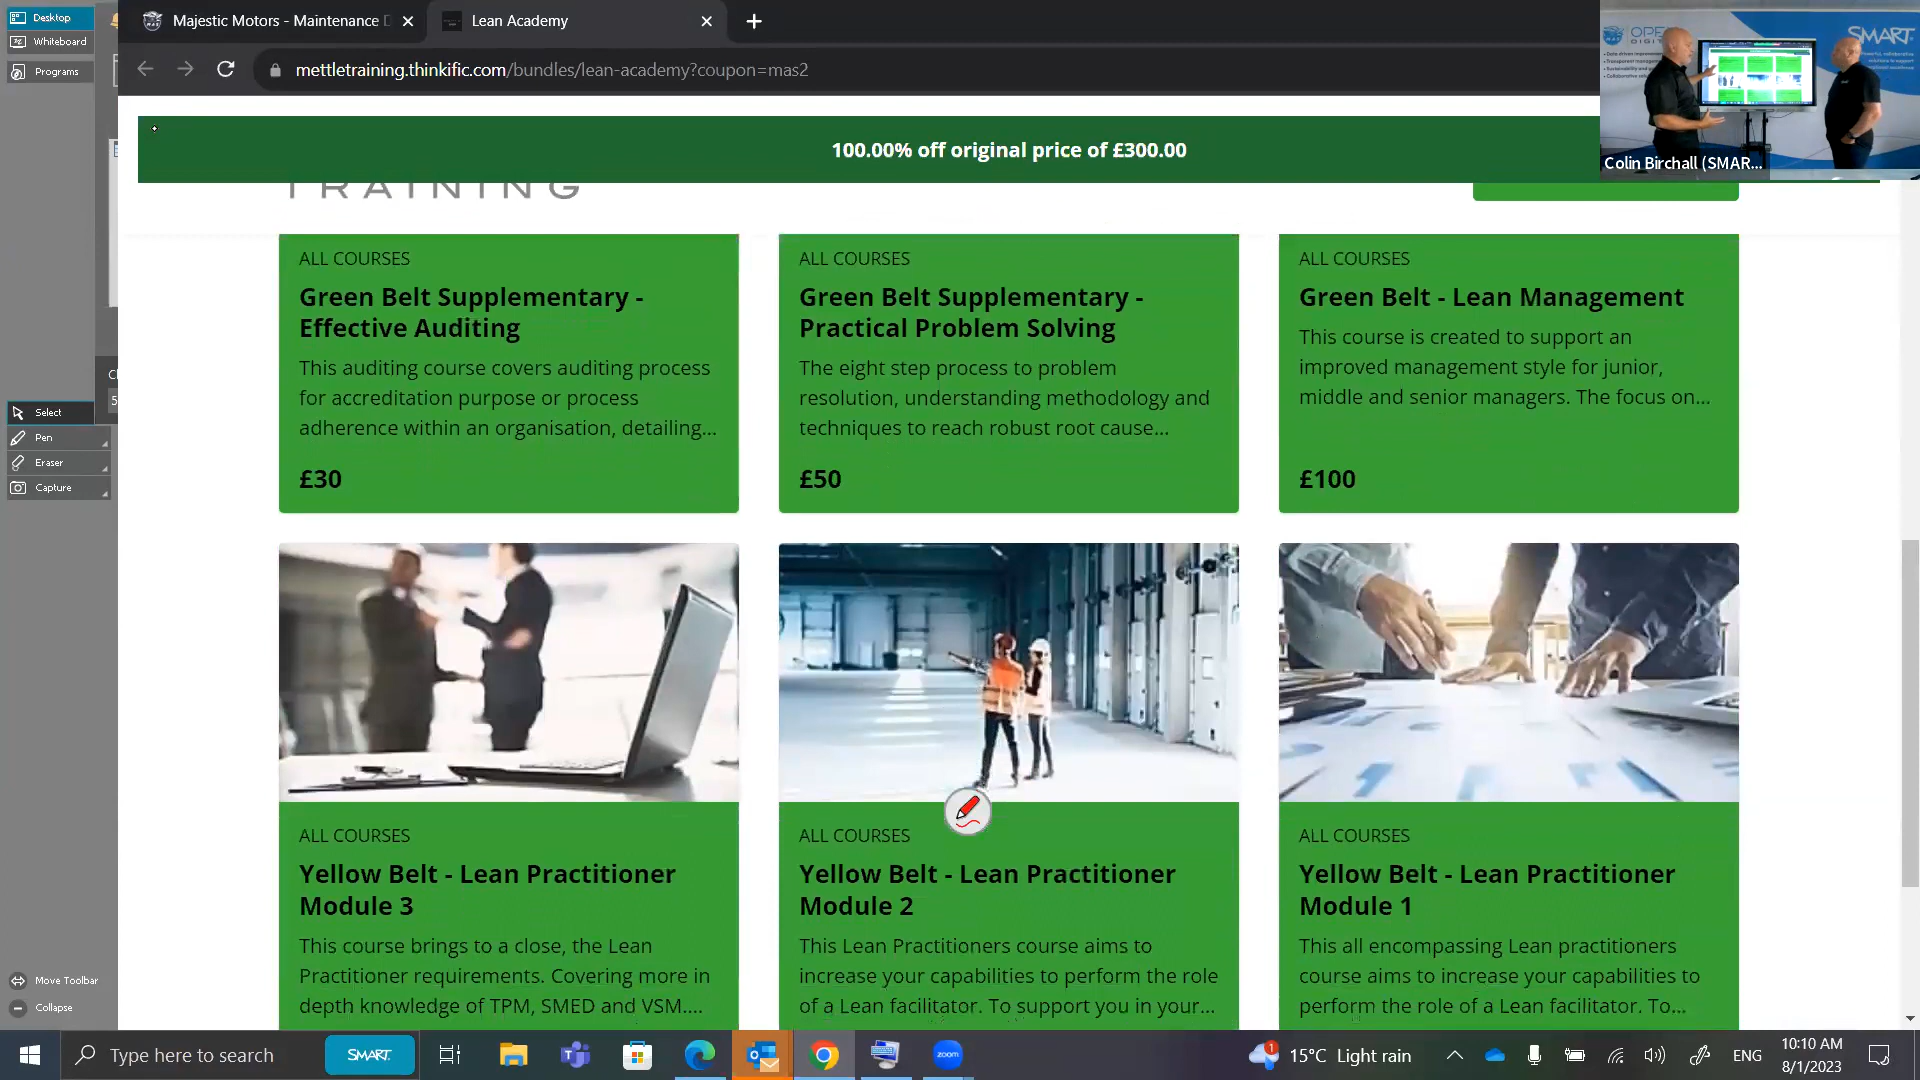 Desktop
Whiteboard
Programs
Majestic Motors - Maintenance D
Lean Academy
mettletraining.thinkific.com/bundles/lean-academy?coupon=mas2
100.00% off original price of £300.00
TRAINING
SMART
Colin Birchall (SMAR...
ALL COURSES
Green Belt Supplementary -
Effective Auditing
This auditing course covers auditing process
for accreditation purpose or process
adherence within an organisation, detailing...
£30
ALL COURSES
Green Belt Supplementary -
Practical Problem Solving
The eight step process to problem
resolution, understanding methodology and
techniques to reach robust root cause...
£50
ALL COURSES
Green Belt - Lean Management
This course is created to support an
improved management style for junior,
middle and senior managers. The focus on...
£100
Select
Pen
Eraser
Capture
ALL COURSES
Yellow Belt - Lean Practitioner
Module 3
This course brings to a close, the Lean
Practitioner requirements. Covering more in
depth knowledge of TPM, SMED and VSM....
ALL COURSES
Yellow Belt - Lean Practitioner
Module 2
This Lean Practitioners course aims to
increase your capabilities to perform the role
of a Lean facilitator. To support you in your...
ALL COURSES
Yellow Belt - Lean Practitioner
Module 1
This all encompassing Lean practitioners
course aims to increase your capabilities to
perform the role of a Lean facilitator. To...
Move Toolbar
Collapse
Type here to search
SMART
zoom
1
15°C Light rain
ENG
10:10 AM
8/1/2023